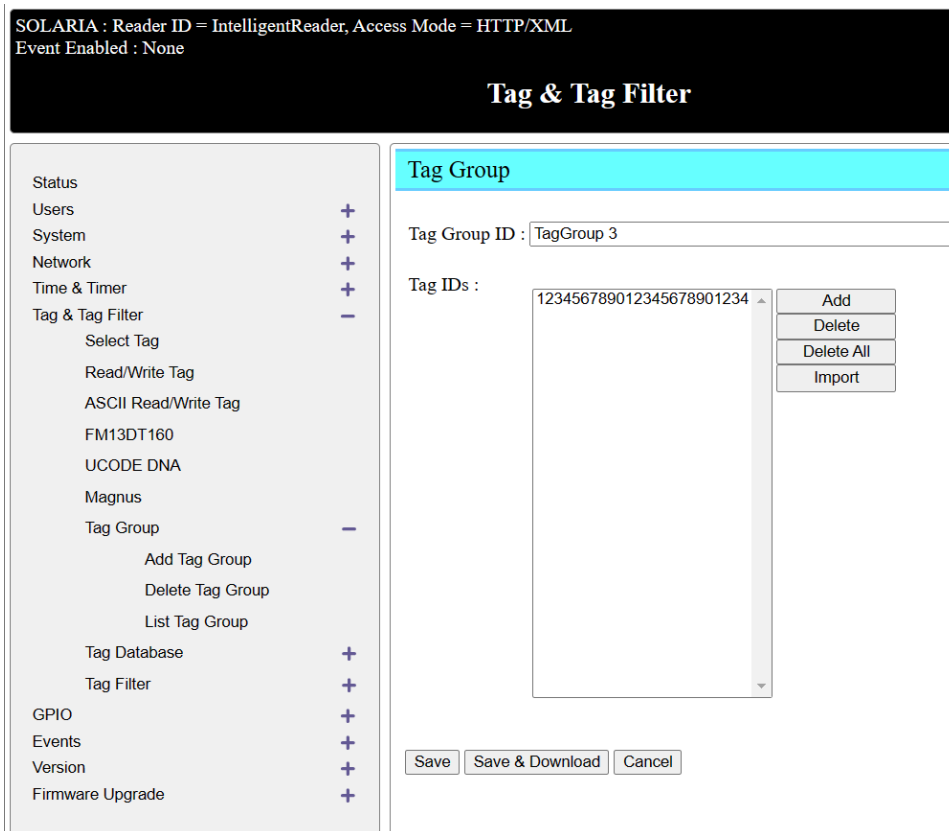 SOLARIA : Reader ID = IntelligentReader, Access Mode = HTTP/XML
Event Enabled : None
Tag & Tag Filter
Status
Users
System
Network
Time & Timer
Tag & Tag Filter
Select Tag
Read/Write Tag
ASCII Read/Write Tag
FM13DT160
UCODE DNA
Magnus
Tag Group
Add Tag Group
Delete Tag Group
List Tag Group
Tag Database
Tag Filter
GPIO
Events
Version
Firmware Upgrade
Tag Group
Tag Group ID : TagGroup 3
Tag IDs :
123456789012345678901234
Add
Delete
Delete All
Import
Save Save & Download Cancel